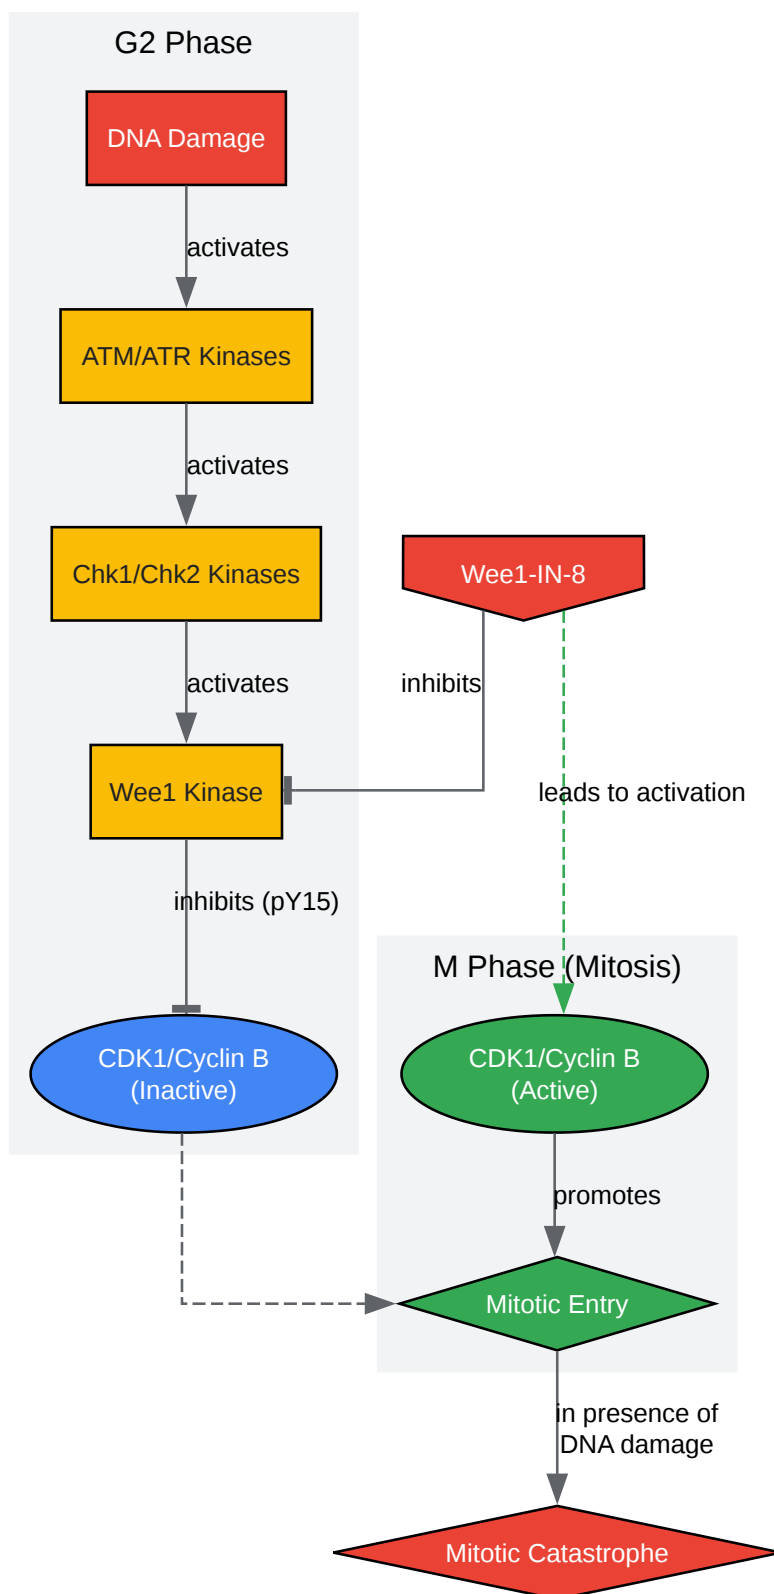 G2 Phase
DNA Damage
activates
ATM/ATR Kinases
activates
Chk1/Chk2 Kinases
Wee1-IN-8
activates
inhibits
Wee1 Kinase
leads to activation
inhibits (pY15)
M Phase (Mitosis)
CDK1/Cyclin B
(Inactive)
CDK1/Cyclin B
(Active)
promotes
Mitotic Entry
in presence of
DNA damage
Mitotic Catastrophe